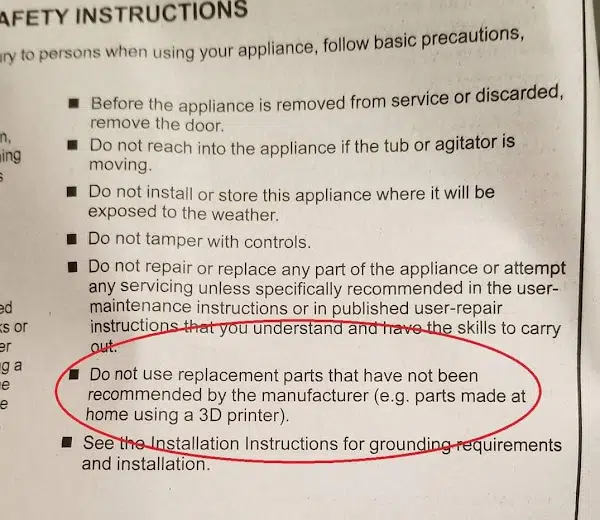 AFETY INSTRUCTIONS
ry to persons when using your appliance, follow basic precautions,
■ Before the appliance is removed from service or discarded,
remove the door.
■ Do not reach into the appliance if the tub or agitator is
moving.
■ Do not install or store this appliance where it will be
exposed to the weather.
■ Do not tamper with controls.
■ Do not repair or replace any part of the appliance or attempt
any servicing unless specifically recommended in the user-
maintenance instructions or in published user-repair
instructions that you understand and have the skills to carry
out.
■ Do not use replacement parts that have not been
recommended by the manufacturer (e.g. parts made at
home using a 3D printer).
■ See the Installation Instructions for grounding requirements
and installation.